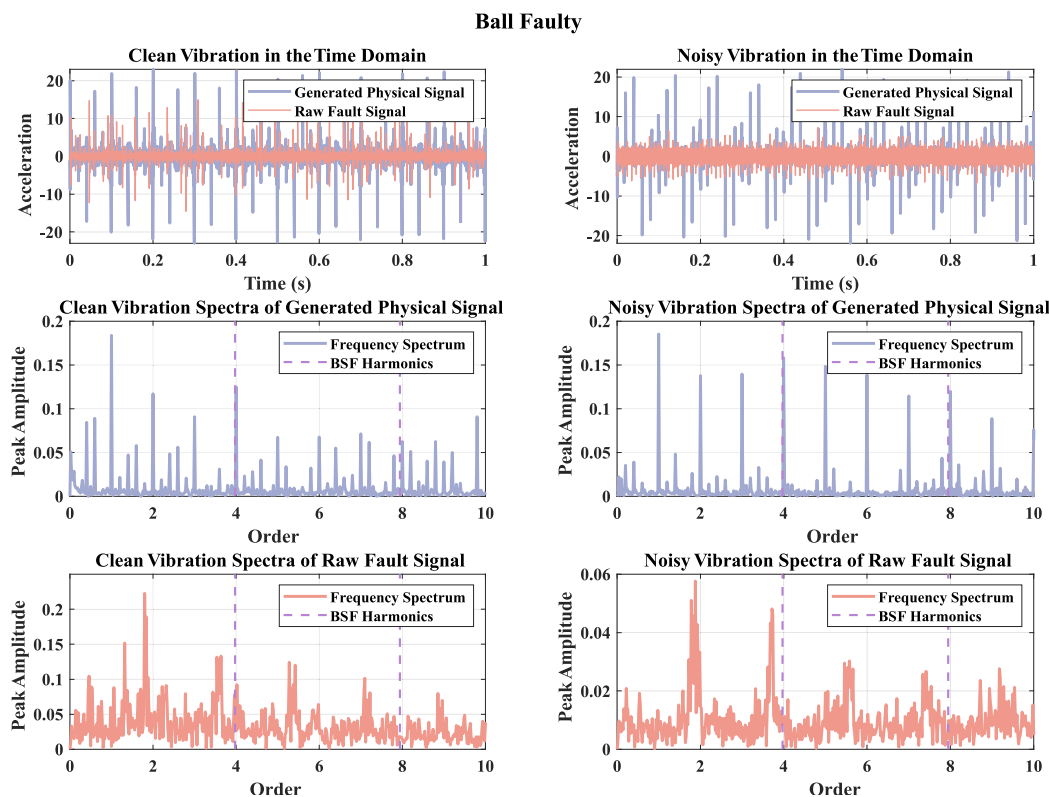 Ball Faulty
Clean Vibration in the Time Domain
Generated Physical Signal
Raw Fault Signal
20
10
0
-10
-20
Acceleration
0 0.2 0.4 0.6 0.8 1
Time (s)
Noisy Vibration in the Time Domain
Generated Physical Signal
Raw Fault Signal
20
10
0
-10
-20
Acceleration
0 0.2 0.4 0.6 0.8 1
Time (s)
Clean Vibration Spectra of Generated Physical Signal
Frequency Spectrum
BSF Harmonics
0.2
0.15
0.1
0.05
0
Peak Amplitude
0 2 4 6 8 10
Order
Noisy Vibration Spectra of Generated Physical Signal
Frequency Spectrum
BSF Harmonics
0.2
0.15
0.1
0.05
0
Peak Amplitude
0 2 4 6 8 10
Order
Clean Vibration Spectra of Raw Fault Signal
Frequency Spectrum
BSF Harmonics
0.2
0.15
0.1
0.05
0
Peak Amplitude
0 2 4 6 8 10
Order
Noisy Vibration Spectra of Raw Fault Signal
Frequency Spectrum
BSF Harmonics
0.06
0.04
0.02
0
Peak Amplitude
0 2 4 6 8 10
Order